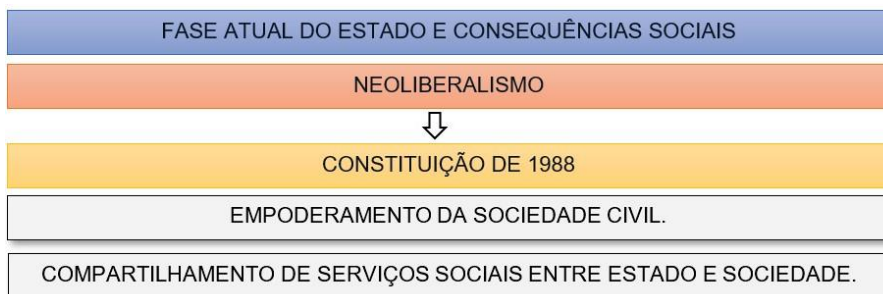 FASE ATUAL DO ESTADO E CONSEQUÊNCIAS SOCIAIS
NEOLIBERALISMO
CONSTITUIÇÃO DE 1988
EMPODERAMENTO DA SOCIEDADE CIVIL.
COMPARTILHAMENTO DE SERVIÇOS SOCIAIS ENTRE ESTADO E SOCIEDADE.